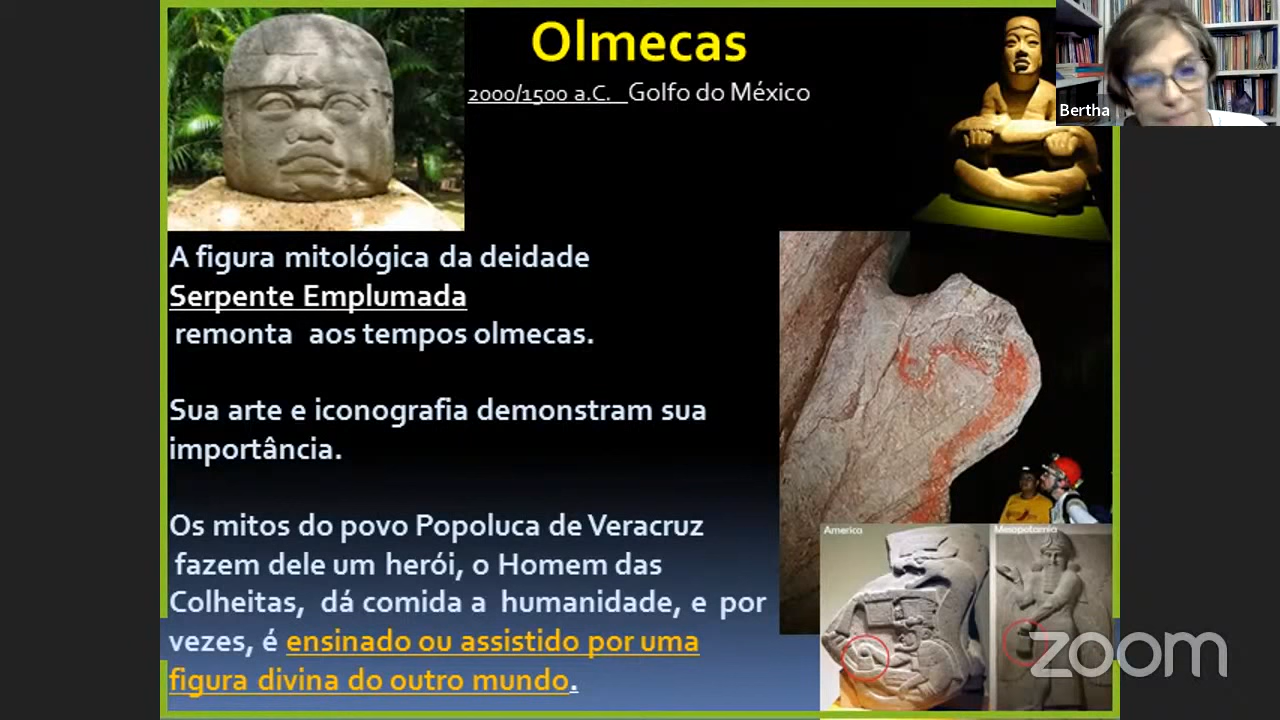 Olmecas
2000/1500 a.C. Golfo do México
Bertha
A figura mitológica da deidade
Serpente Emplumada
remonta aos tempos olmecas.
Sua arte e iconografia demonstram sua
importância.
Os mitos do povo Popoluca de Veracruz
fazem dele um herói, o Homem das
Colheitas, dá comida a humanidade, e por
vezes, é ensinado ou assistido por uma
figura divina do outro mundo.
America
Mesopotamia
zoom